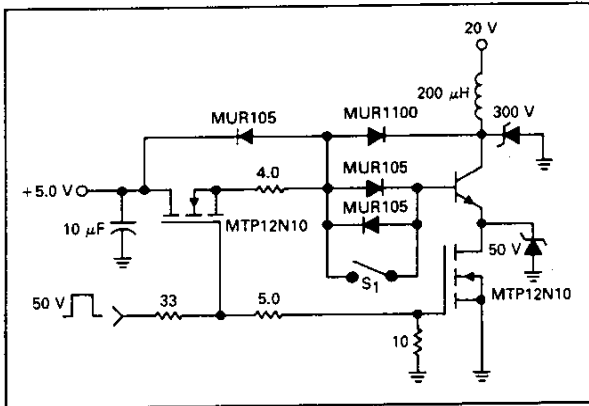 20 V
200 μH
MUR105
MUR1100
300 V
4.0
MUR105
+5.0 V
MUR105
10 μF
MTP12N10
50 V
S1
MTP12N10
50 V
33
5.0
10